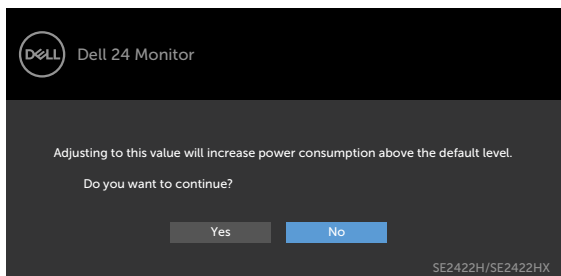 DELL
Dell 24 Monitor
Adjusting to this value will increase power consumption above the default level.
Do you want to continue?
Yes No
SE2422H/SE2422HX